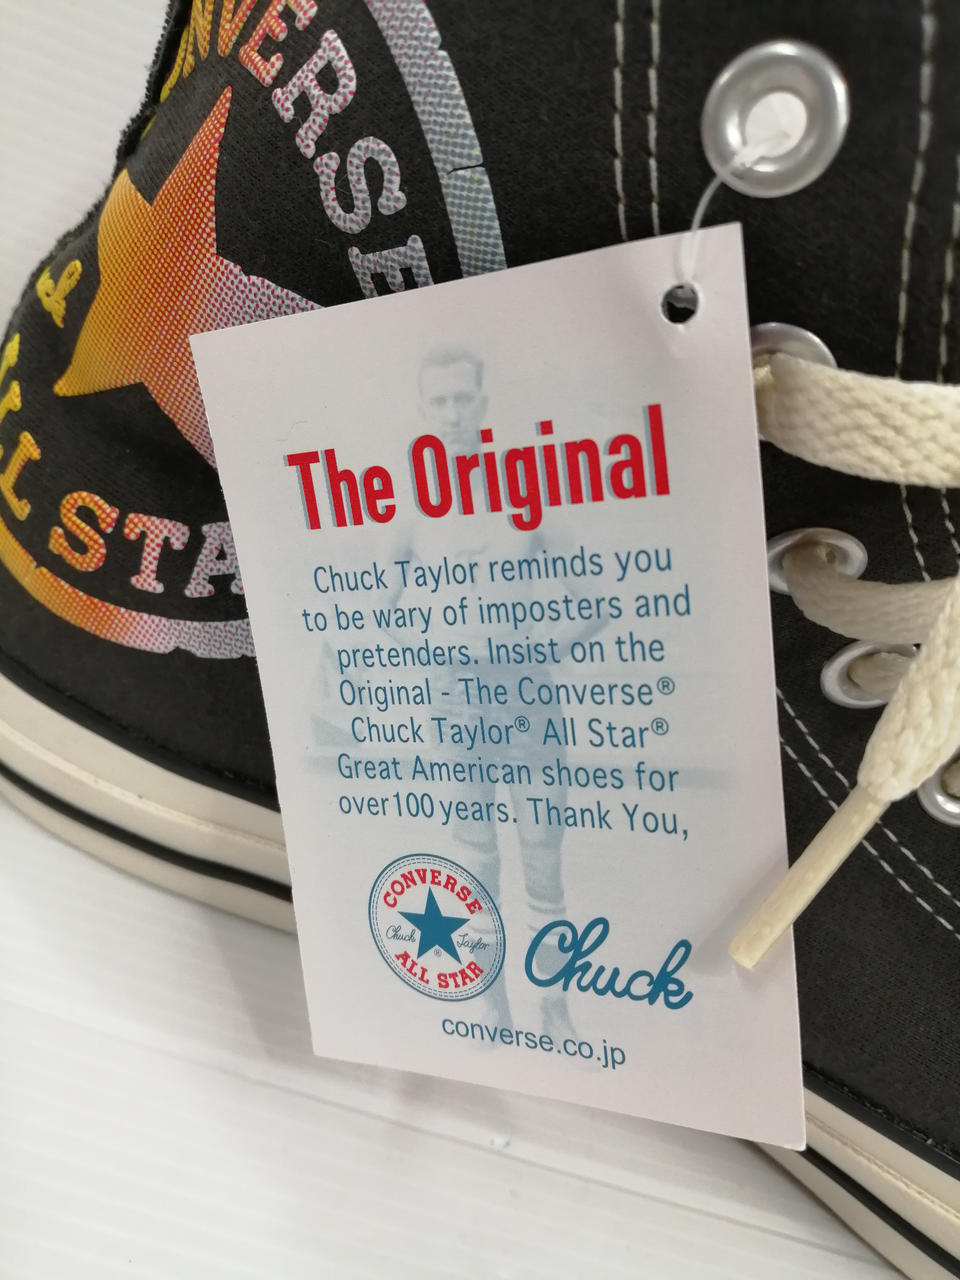 CONVERSE
&
ALL STA
The Original
Chuck Taylor reminds you
to be wary of imposters and
pretenders. Insist on the
Original - The Converse®
Chuck Taylor® All Star®
Great American shoes for
over 100 years. Thank You,
CONVERSE
Chuck Taylor
®
ALL STAR
Chuck
converse.co.jp